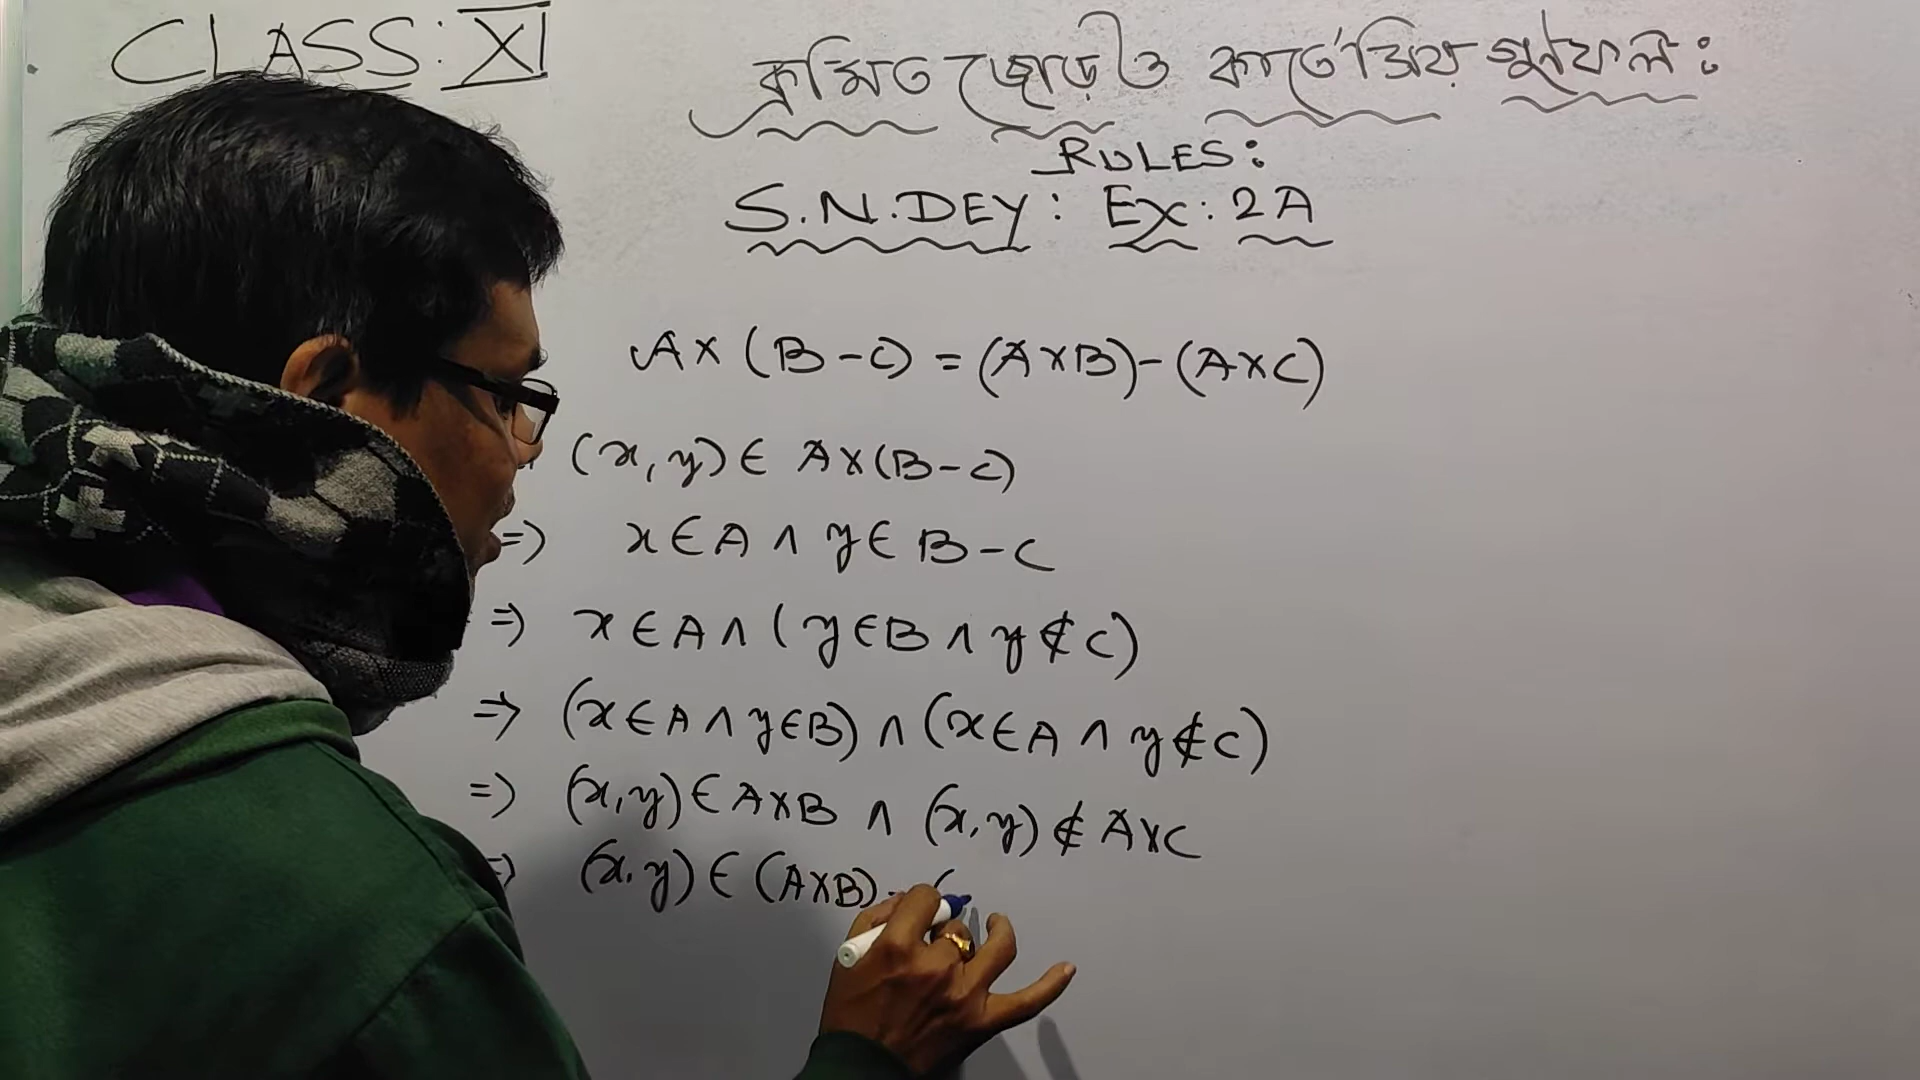 CLASS: XI
ক্রমিত জোড় ও কার্তেজিয় গুণফল :
RULES:
S.N.DEY: Ex: 2A
A×(B-C) = (A×B)-(A×C)
(x,y)∈ A×(B-C)
=> x∈A ∧ y∈ B-C
=> x∈A∧(y∈B ∧ y∉C)
=> (x∈A∧y∈B)∧(x∈A∧y∉C)
=> (x,y)∈A×B ∧ (x,y)∉A×C
=> (x,y)∈(A×B)-(